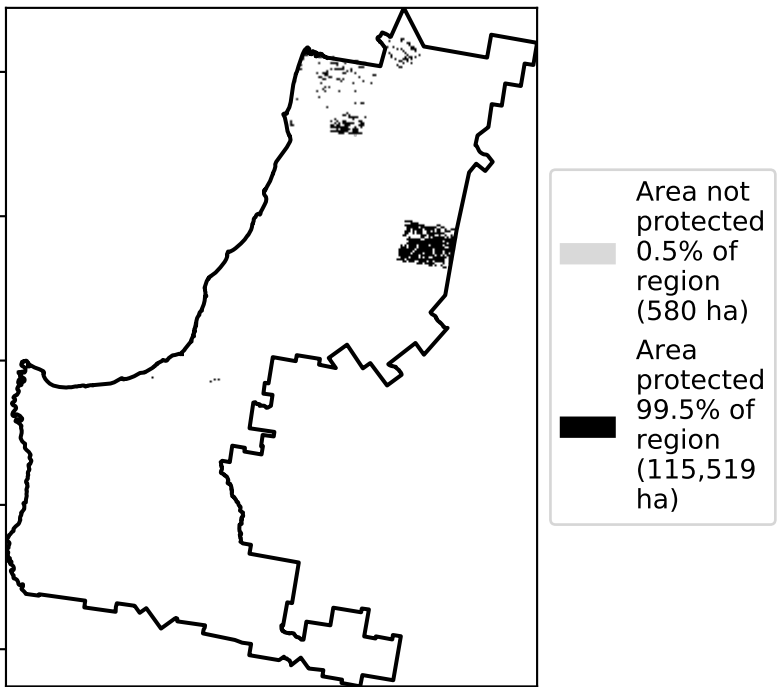 Area not
protected
0.5% of
region
(580 ha)
Area
protected
99.5% of
region
(115,519
ha)